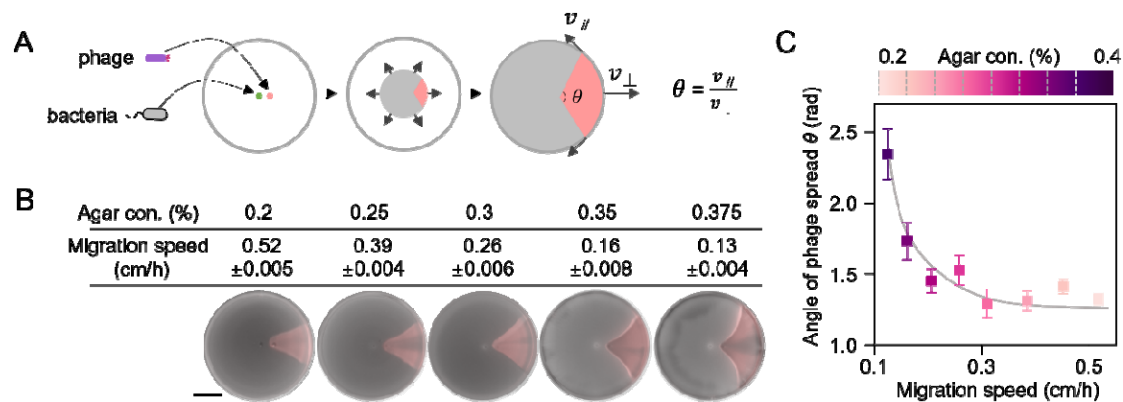 A
phage
bacteria
v//
v⊥
θ
θ = v// / v
B
Agar con. (%) 0.2 0.25 0.3 0.35 0.375
Migration speed 0.52 0.39 0.26 0.16 0.13
(cm/h) ±0.005 ±0.004 ±0.006 ±0.008 ±0.004
C
0.2 Agar con. (%) 0.4
Angle of phage spread θ (rad)
2.5
2.0
1.5
1.0
0.1 0.3 0.5
Migration speed (cm/h)